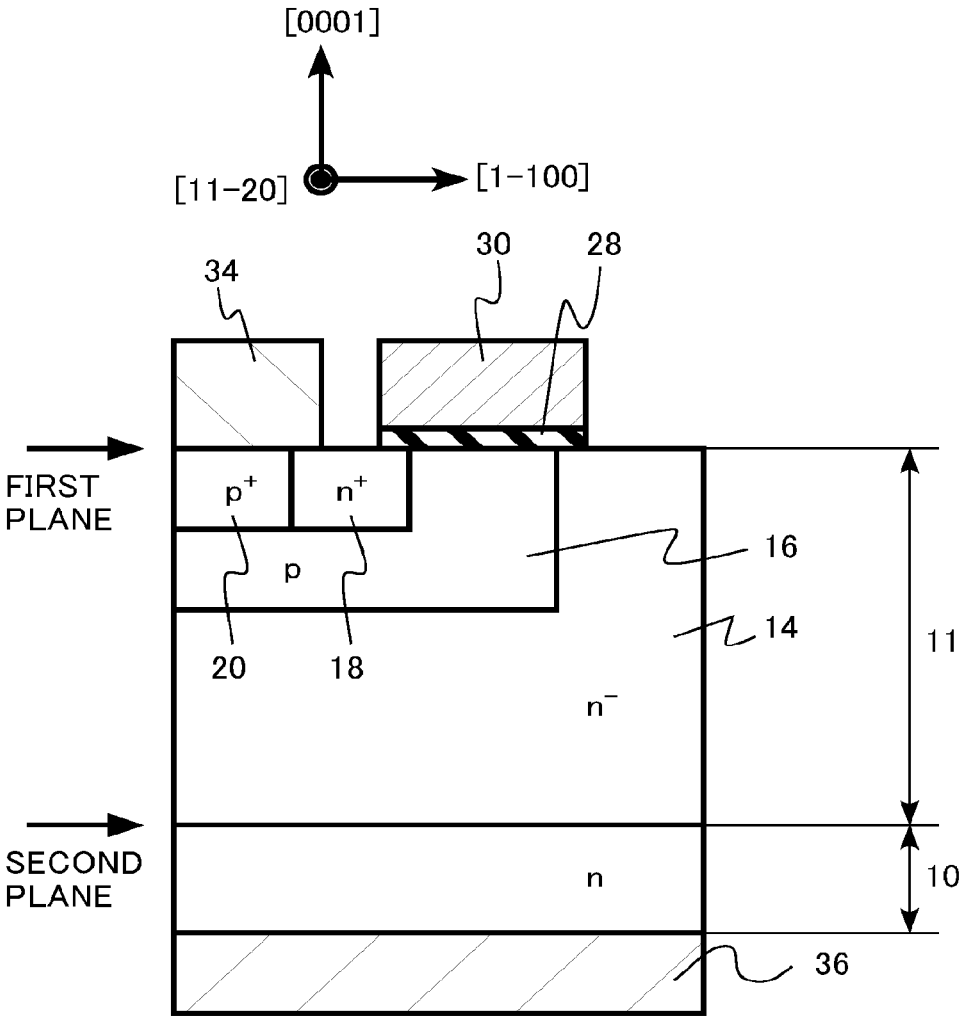 [0001]
[11-20]
[1-100]
30
28
34
FIRST
PLANE
p+
n+
16
p
14
11
20
18
n−
SECOND
PLANE
n
10
36